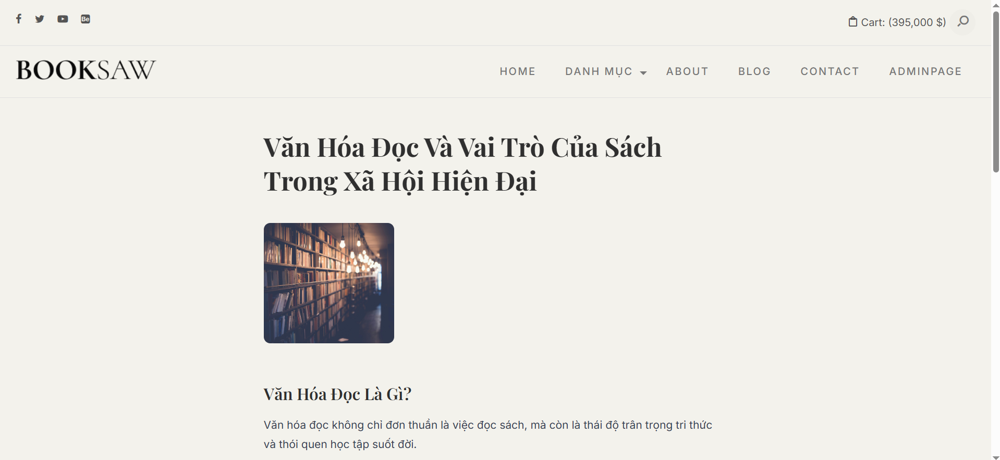 Be
Cart: (395,000 $)
BOOKSAW
HOME
DANH MỤC
ABOUT
BLOG
CONTACT
ADMINPAGE
Văn Hóa Đọc Và Vai Trò Của Sách
Trong Xã Hội Hiện Đại
Văn Hóa Đọc Là Gì?
Văn hóa đọc không chỉ đơn thuần là việc đọc sách, mà còn là thái độ trân trọng tri thức
và thói quen học tập suốt đời.